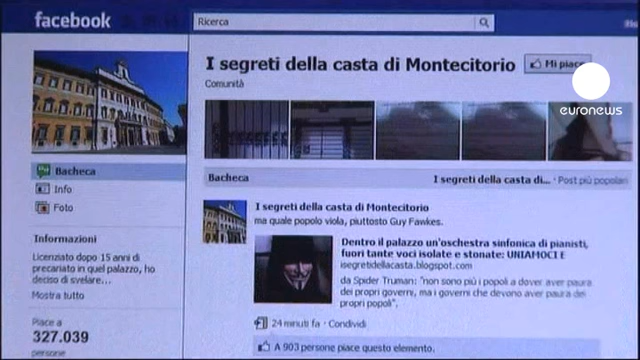 facebook
Ricerca
I segreti della casta di Montecitorio
Mi piace
Comunità
euronews
Bacheca
Info
Foto
Informazioni
Licenziato dopo 15 anni di
precariato in quel palazzo, ho
deciso di svelare...
Mostra tutto
Piace a
327.039
persone
Bacheca
I segreti della casta di... · Post più popolari
I segreti della casta di Montecitorio
ma quale popolo viola, piuttosto Guy Fawkes.
Dentro il palazzo un'oschestra sinfonica di pianisti,
fuori tante voci isolate e stonate: UNIAMOCI E
isegretidellacasta.blogspot.com
da Spider Truman: "non sono più i popoli a dover aver paura
dei propri governi, ma i governi che devono aver paura dei
propri popoli".
24 minuti fa · Condividi
A 903 persone piace questo elemento.